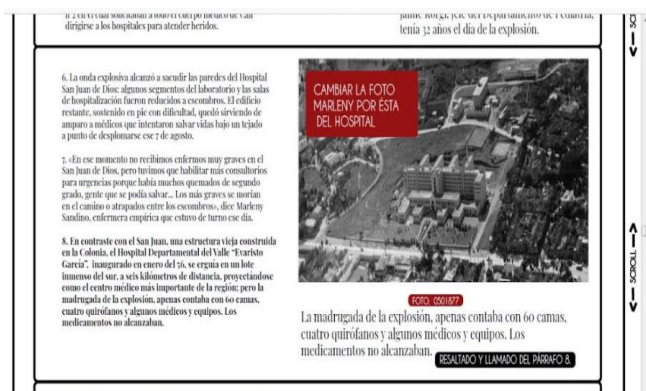 dirigirse a los hospitales para atender heridos.
tenía 32 años el día de la explosión.
6. La onda explosiva alcanzó a sacudir las paredes del Hospital
San Juan de Dios: algunos segmentos del laboratorio y las salas
de hospitalización fueron reducidos a escombros. El edificio
restante, sostenido en pie con dificultad, quedó sirviendo de
amparo a médicos que intentaron salvar vidas bajo un tejado
a punto de desplomarse ese 7 de agosto.
7. «En ese momento no recibimos enfermos muy graves en el
San Juan de Dios, pero tuvimos que habilitar más consultorios
para urgencias porque había muchos quemados de segundo
grado, gente que se podía salvar... Los más graves se morían
en el camino o atrapados entre los escombros», dice Marleny
Sandino, enfermera empírica que estuvo de turno ese día.
8. En contraste con el San Juan, una estructura vieja construida
en la Colonia, el Hospital Departamental del Valle “Evaristo
García”, inaugurado en enero del 56, se erguía en un lote
inmenso del sur, a seis kilómetros de distancia, proyectándose
como el centro médico más importante de la región; pero la
madrugada de la explosión, apenas contaba con 60 camas,
cuatro quirófanos y algunos médicos y equipos. Los
medicamentos no alcanzaban.
CAMBIAR LA FOTO
MARLENY POR ÉSTA
DEL HOSPITAL
FOTO: 0501877
La madrugada de la explosión, apenas contaba con 60 camas,
cuatro quirófanos y algunos médicos y equipos. Los
medicamentos no alcanzaban.
RESALTADO Y LLAMADO DEL PÁRRAFO 8.
SCROLL